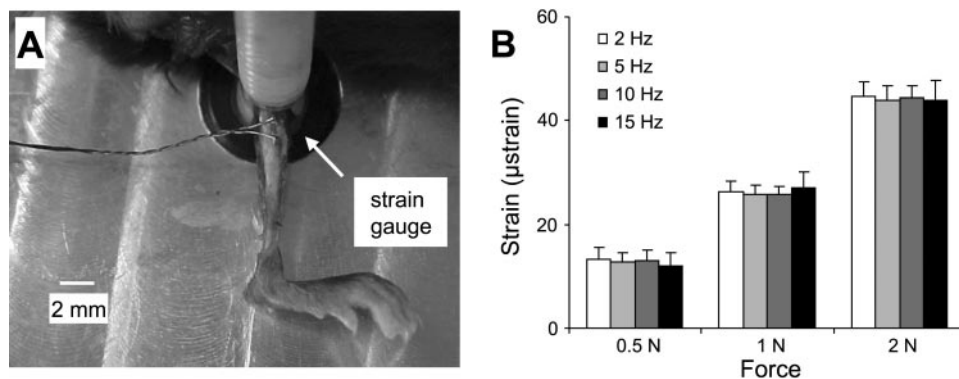 A
strain
gauge
2 mm
B
60
40
20
0
Strain (µstrain)
2 Hz
5 Hz
10 Hz
15 Hz
0.5 N
1 N
2 N
Force